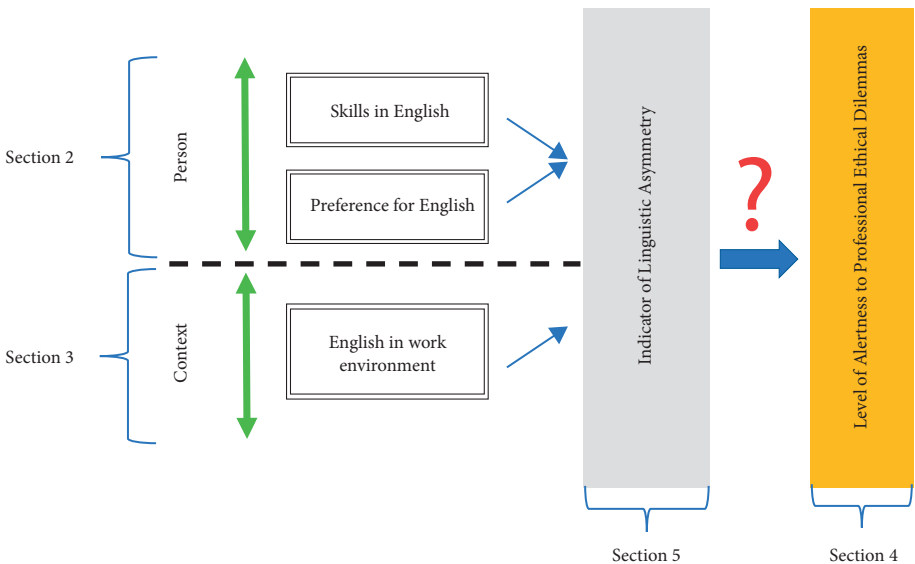 Section 2
Person
Skills in English
Preference for English
Section 3
Context
English in work
environment
Indicator of Linguistic Asymmetry
?
Level of Alertness to Professional Ethical Dilemmas
Section 5
Section 4